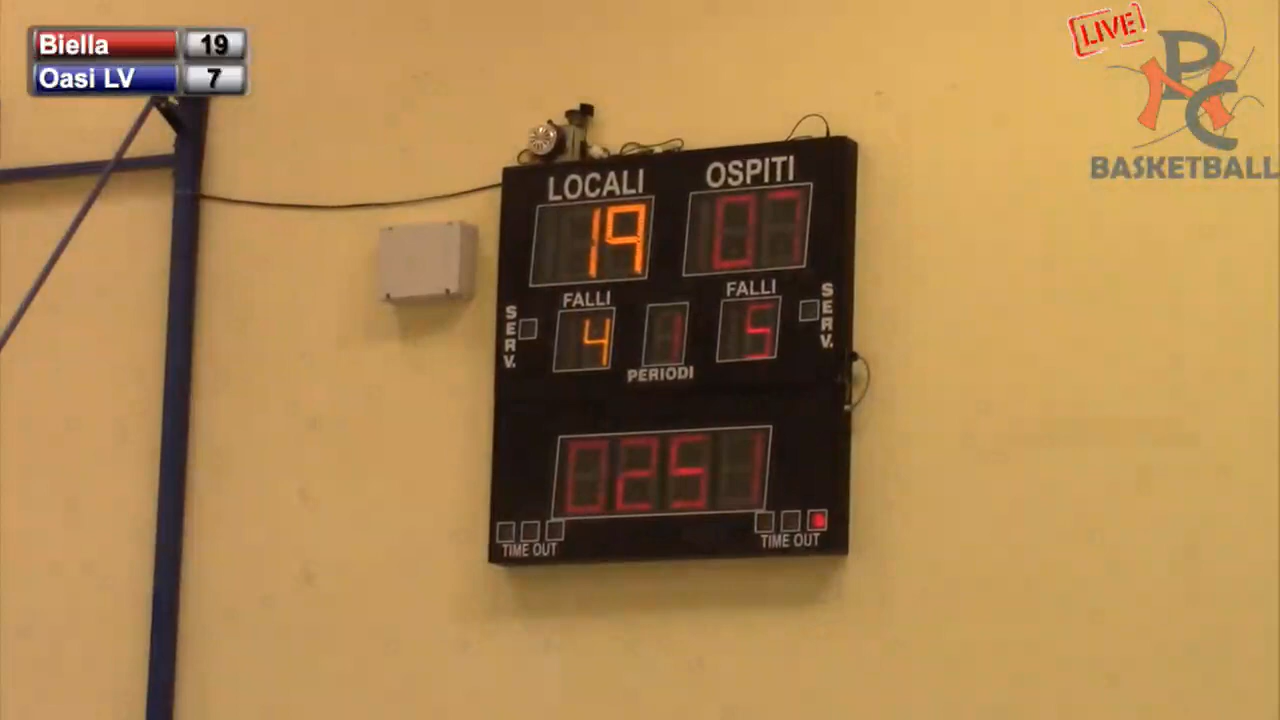 Biella 19
Oasi LV 7
LIVE
BASKETBALL
LOCALI OSPITI
19 07
FALLI FALLI
SERV. 4 1 5 SERV.
PERIODI
0251
TIME OUT TIME OUT